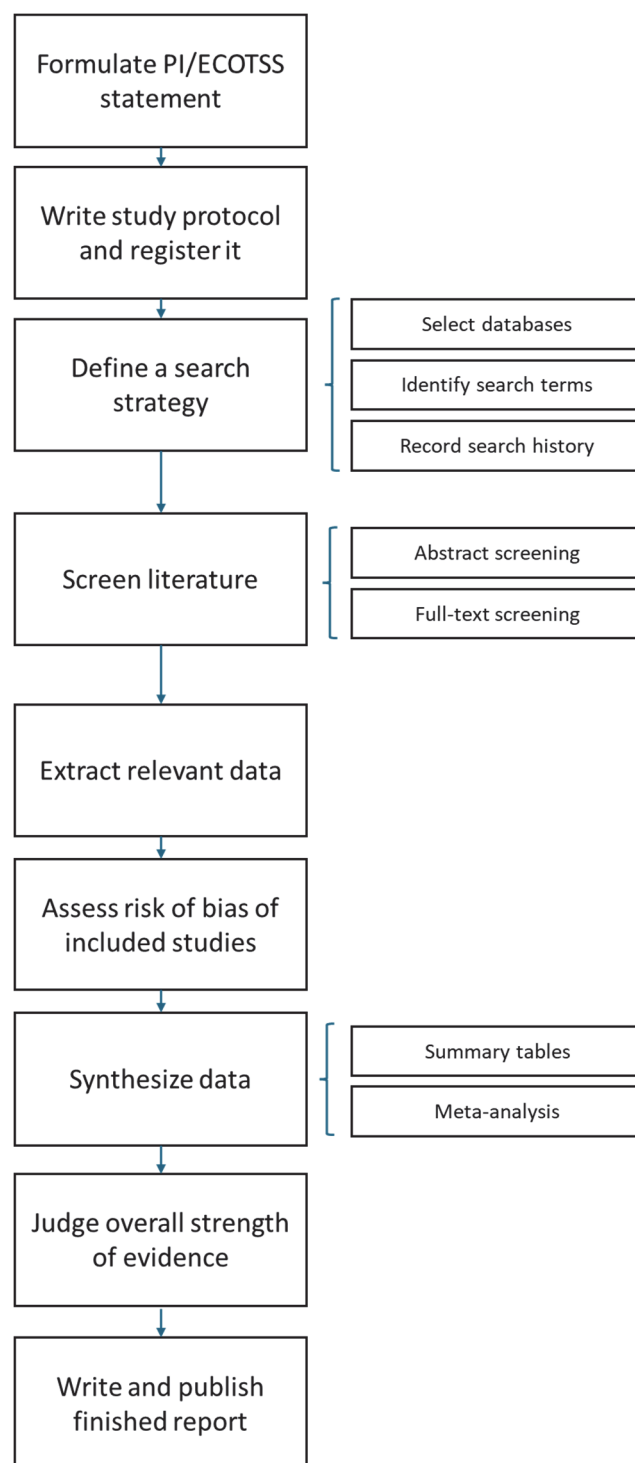 Formulate PI/ECOTSS
statement
Write study protocol
and register it
Define a search
strategy
Select databases
Identify search terms
Record search history
Screen literature
Abstract screening
Full-text screening
Extract relevant data
Assess risk of bias of
included studies
Synthesize data
Summary tables
Meta-analysis
Judge overall strength
of evidence
Write and publish
finished report